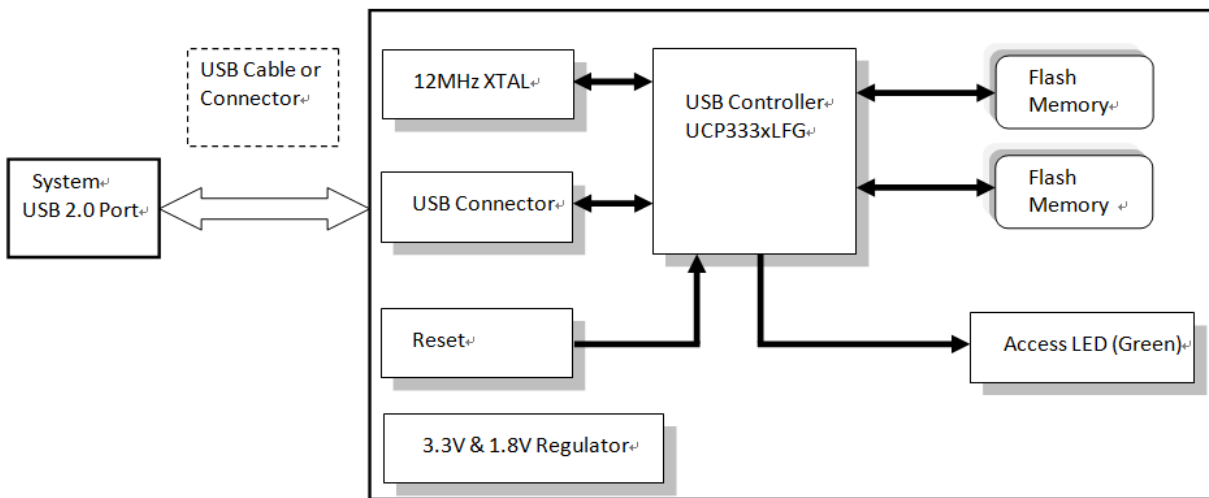 USB Cable or
Connector
System
USB 2.0 Port
12MHz XTAL
USB Connector
Reset
3.3V & 1.8V Regulator
USB Controller
UCP333xLFG
Flash
Memory
Flash
Memory
Access LED (Green)